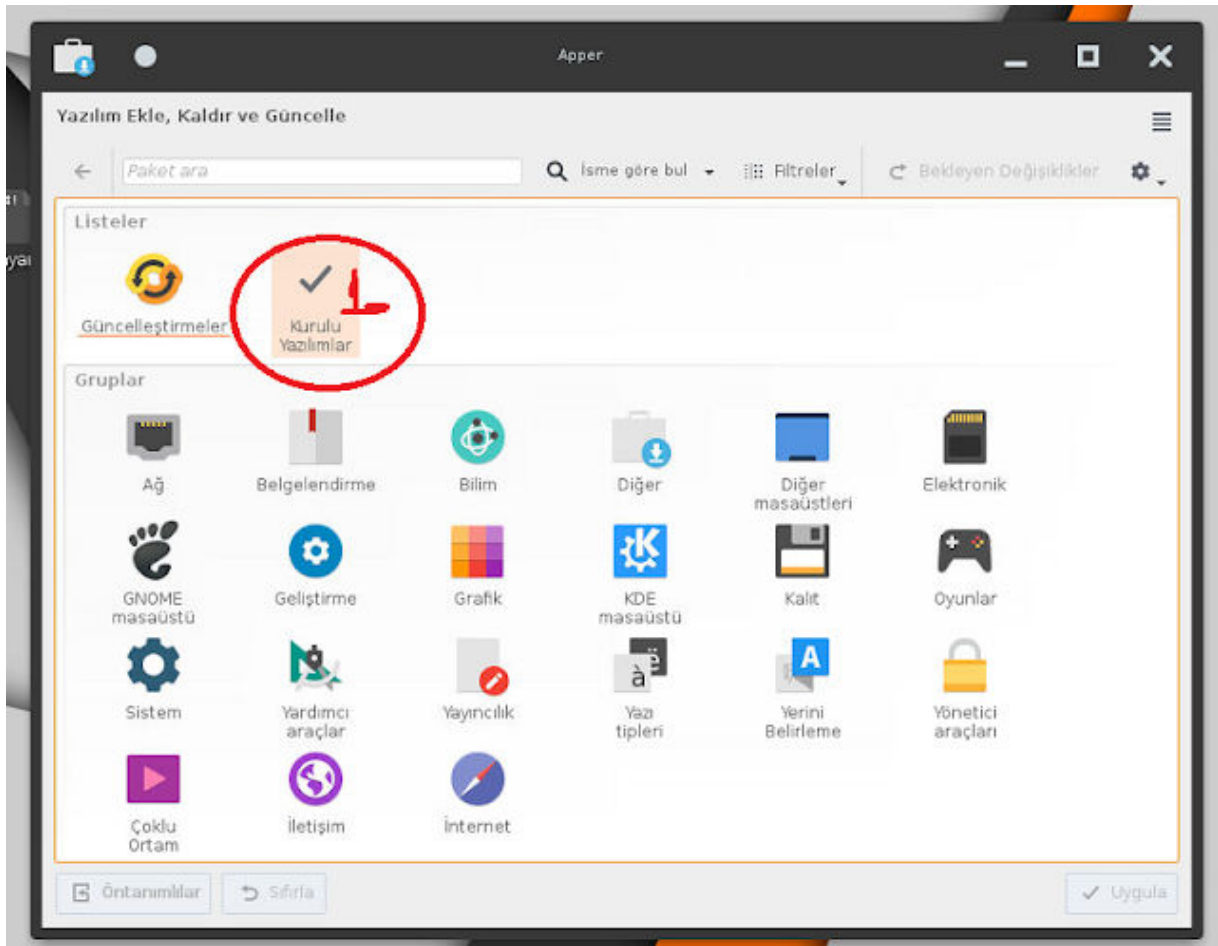 Apper
Yazılım Ekle, Kaldır ve Güncelle
Paket ara
İsme göre bul
Filtreler
Bekleyen Değişiklikler
Listeler
Güncelleştirmeler
Kurulu
Yazılımlar
Gruplar
Ağ
Belgelendirme
Bilim
Diğer
Diğer
masaüstleri
Elektronik
GNOME
masaüstü
Geliştirme
Grafik
KDE
masaüstü
Kalıt
Oyunlar
Sistem
Yardımcı
araçlar
Yayıncılık
Yazı
tipleri
Yerini
Belirleme
Yönetici
araçları
Çoklu
Ortam
İletişim
İnternet
Öntanımlılar
Sıfırla
Uygula